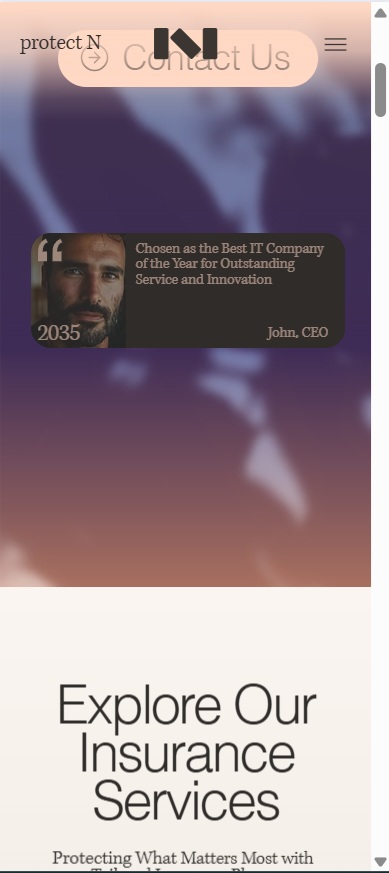 protect N
Contact Us
Chosen as the Best IT Company
of the Year for Outstanding
Service and Innovation
2035
John, CEO
Explore Our
Insurance
Services
Protecting What Matters Most with